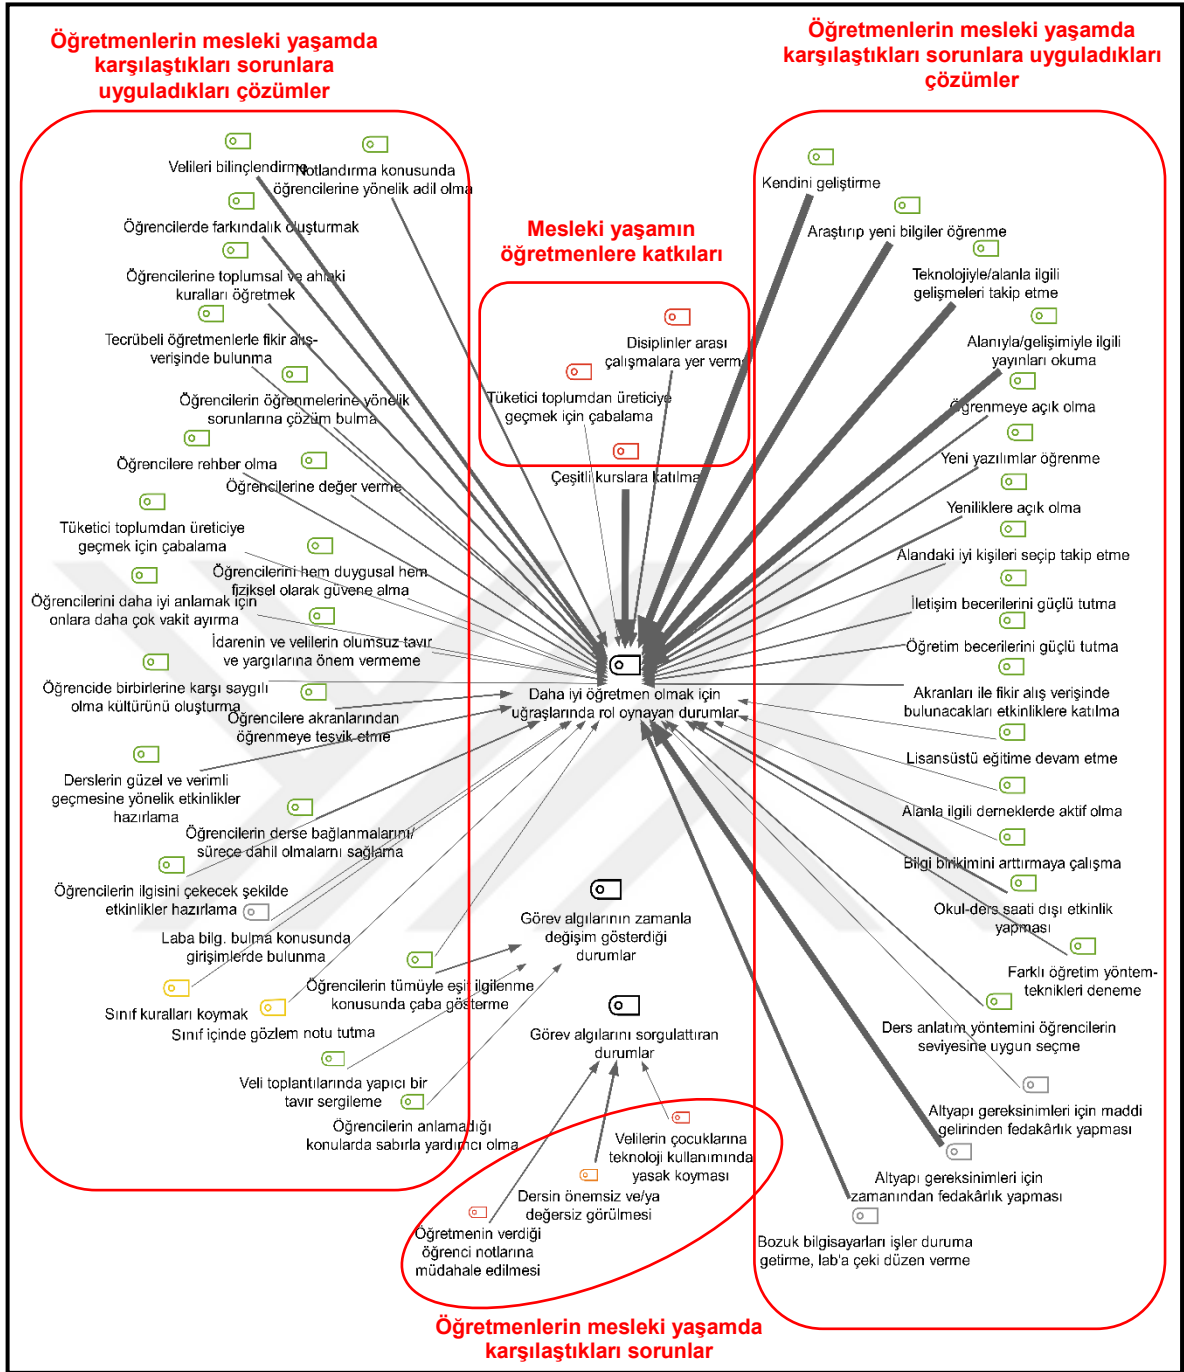 Öğretmenlerin mesleki yaşamda
karşılaştıkları sorunlara
uyguladıkları çözümler
Velileri bilinçlendirme
Notlandırma konusunda
öğrencilerine yönelik adil olma
Öğrencilerde farkındalık oluşturmak
Öğrencilerine toplumsal ve ahlaki
kuralları öğretmek
Tecrübeli öğretmenlerle fikir alış-
verişinde bulunma
Öğrencilerin öğrenmelerine yönelik
sorunlarına çözüm bulma
Öğrencilere rehber olma
Öğrencilerine değer verme
Tüketici toplumdan üreticiye
geçmek için çabalama
Öğrencilerini hem duygusal hem
fiziksel olarak güvene alma
Öğrencilerini daha iyi anlamak için
onlara daha çok vakit ayırma
İdarenin ve velilerin olumsuz tavır
ve yargılarına önem vermeme
Öğrencide birbirlerine karşı saygılı
olma kültürünü oluşturma
Öğrencilere akranlarından
öğrenmeye teşvik etme
Derslerin güzel ve verimli
geçmesine yönelik etkinlikler
hazırlama
Öğrencilerin derse bağlanmalarını/
sürece dahil olmalarnı sağlama
Öğrencilerin ilgisini çekecek şekilde
etkinlikler hazırlama
Laba bilg. bulma konusunda
girişimlerde bulunma
Öğrencilerin tümüyle eşit ilgilenme
konusunda çaba gösterme
Sınıf kuralları koymak
Sınıf içinde gözlem notu tutma
Veli toplantılarında yapıcı bir
tavır sergileme
Öğrencilerin anlamadığı
konularda sabırla yardımcı olma
Mesleki yaşamın
öğretmenlere katkıları
Disiplinler arası
çalışmalara yer verme
Tüketici toplumdan üreticiye
geçmek için çabalama
Çeşitli kurslara katılma
Daha iyi öğretmen olmak için
uğraşlarında rol oynayan durumlar
Görev algılarının zamanla
değişim gösterdiği
durumlar
Görev algılarını sorgulattıran
durumlar
Velilerin çocuklarına
teknoloji kullanımında
yasak koyması
Dersin önemsiz ve/ya
değersiz görülmesi
Öğretmenin verdiği
öğrenci notlarına
müdahale edilmesi
Öğretmenlerin mesleki yaşamda
karşılaştıkları sorunlar
Öğretmenlerin mesleki yaşamda
karşılaştıkları sorunlara uyguladıkları
çözümler
Kendini geliştirme
Araştırıp yeni bilgiler öğrenme
Teknolojiyle/alanla ilgili
gelişmeleri takip etme
Alanıyla/gelişimiyle ilgili
yayınları okuma
Öğrenmeye açık olma
Yeni yazılımlar öğrenme
Yeniliklere açık olma
Alandaki iyi kişileri seçip takip etme
İletişim becerilerini güçlü tutma
Öğretim becerilerini güçlü tutma
Akranları ile fikir alış verişinde
bulunacakları etkinliklere katılma
Lisansüstü eğitime devam etme
Alanla ilgili derneklerde aktif olma
Bilgi birikimini arttırmaya çalışma
Okul-ders saati dışı etkinlik
yapması
Farklı öğretim yöntem-
teknikleri deneme
Ders anlatım yöntemini öğrencilerin
seviyesine uygun seçme
Altyapı gereksinimleri için maddi
gelirinden fedakârlık yapması
Altyapı gereksinimleri için
zamanından fedakârlık yapması
Bozuk bilgisayarları işler duruma
getirme, lab'a çeki düzen verme